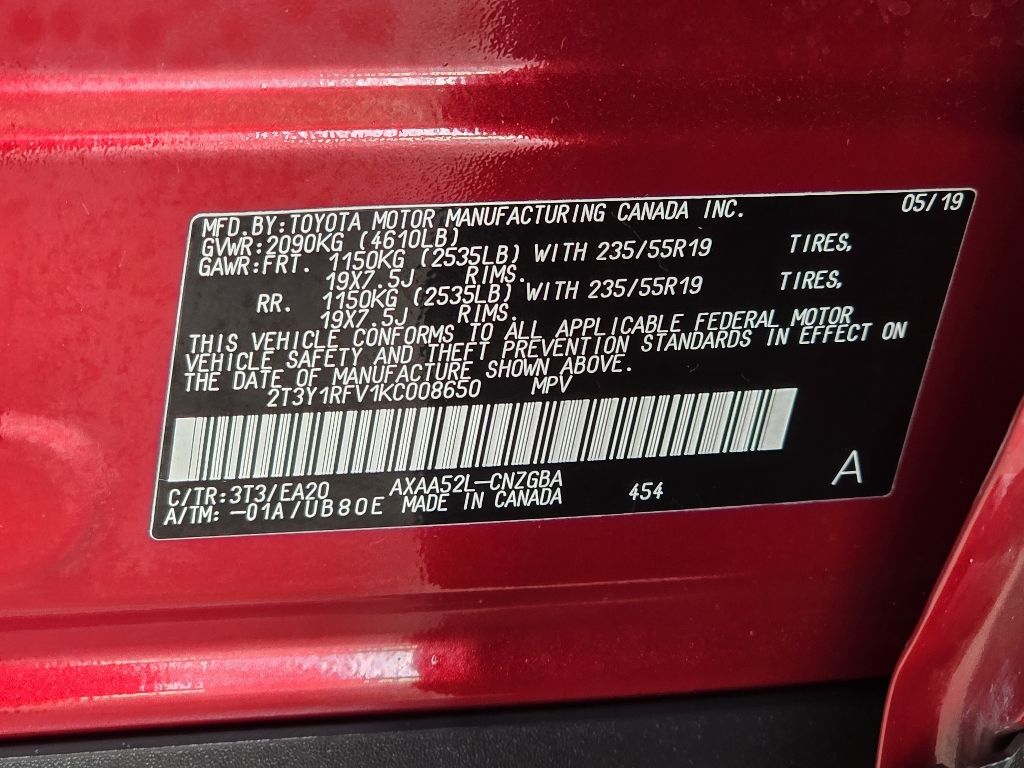 MFD.BY:TOYOTA MOTOR MANUFACTURING CANADA INC. 05/19
GVWR:2090KG (4610LB)
GAWR:FRT. 1150KG (2535LB) WITH 235/55R19 TIRES,
19X7.5J RIMS.
RR. 1150KG (2535LB) WITH 235/55R19 TIRES,
19X7.5J RIMS.
THIS VEHICLE CONFORMS TO ALL APPLICABLE FEDERAL MOTOR
VEHICLE SAFETY AND THEFT PREVENTION STANDARDS IN EFFECT ON
THE DATE OF MANUFACTURE SHOWN ABOVE.
2T3Y1RFV1KC008650 MPV
C/TR:3T3/EA20 AXAA52L-CNZGBA 454 A
A/TM: -01A/UB80E MADE IN CANADA